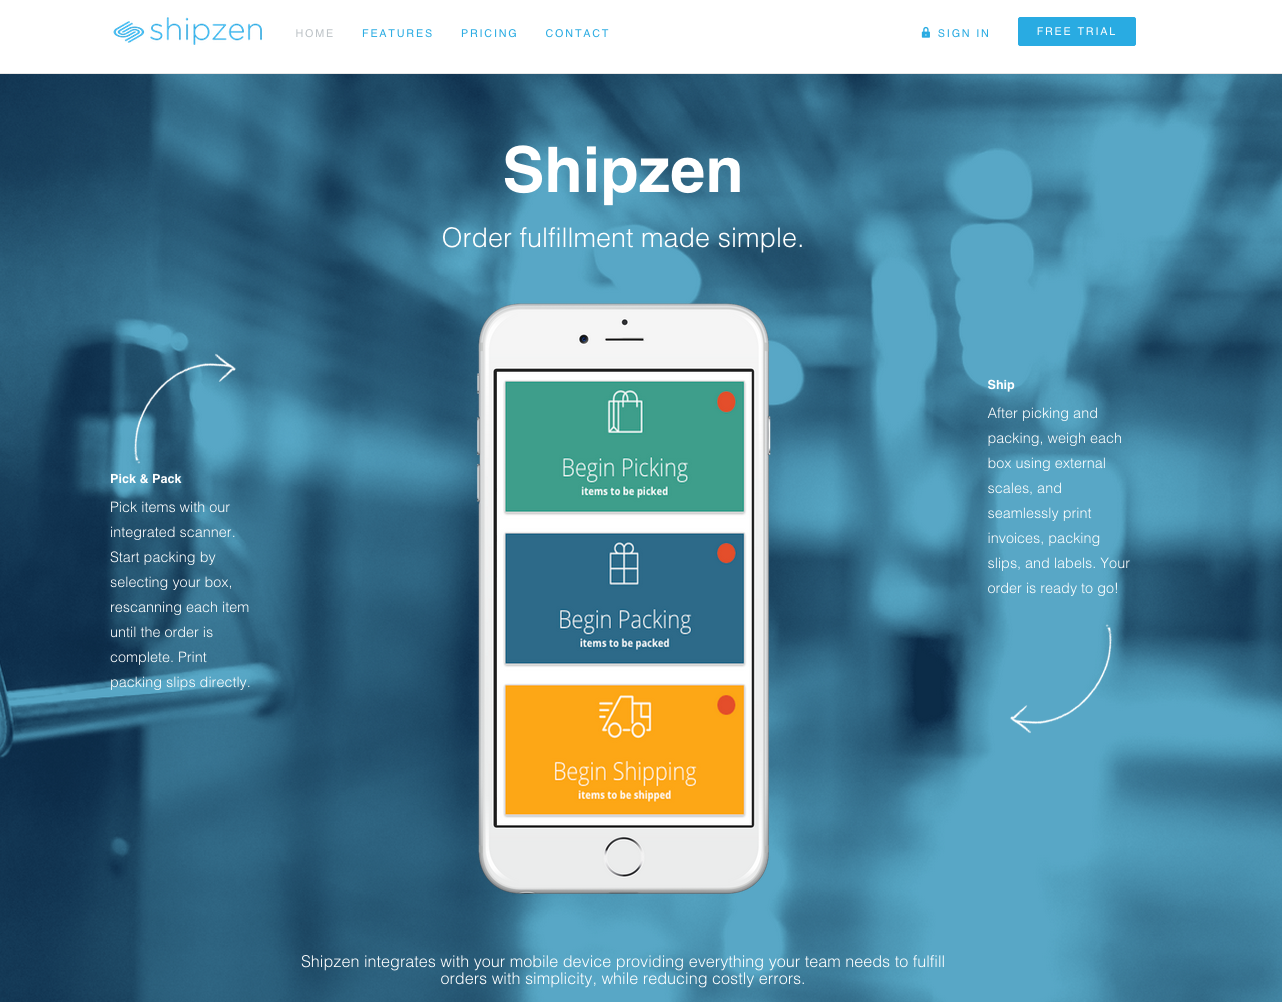 shipzen
HOME FEATURES PRICING CONTACT SIGN IN FREE TRIAL
Shipzen
Order fulfillment made simple.
Pick & Pack
Pick items with our
integrated scanner.
Start packing by
selecting your box,
rescanning each item
until the order is
complete. Print
packing slips directly.
Begin Picking
items to be picked
Begin Packing
items to be packed
Begin Shipping
items to be shipped
Ship
After picking and
packing, weigh each
box using external
scales, and
seamlessly print
invoices, packing
slips, and labels. Your
order is ready to go!
Shipzen integrates with your mobile device providing everything your team needs to fulfill
orders with simplicity, while reducing costly errors.